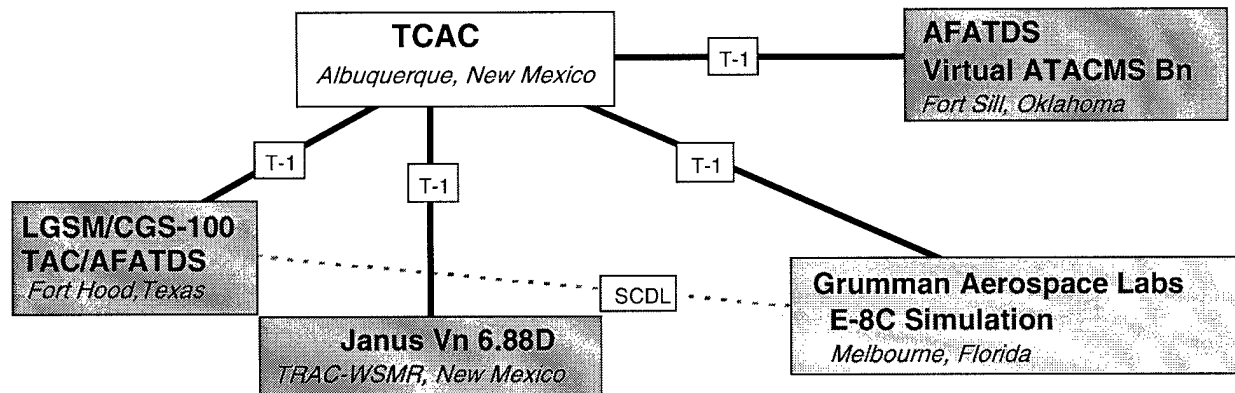 TCAC
Albuquerque, New Mexico
T-1
AFATDS
Virtual ATACMS Bn
Fort Sill, Oklahoma
T-1
T-1
T-1
LGSM/CGS-100
TAC/AFATDS
Fort Hood,Texas
SCDL
Grumman Aerospace Labs
E-8C Simulation
Melbourne, Florida
Janus Vn 6.88D
TRAC-WSMR, New Mexico